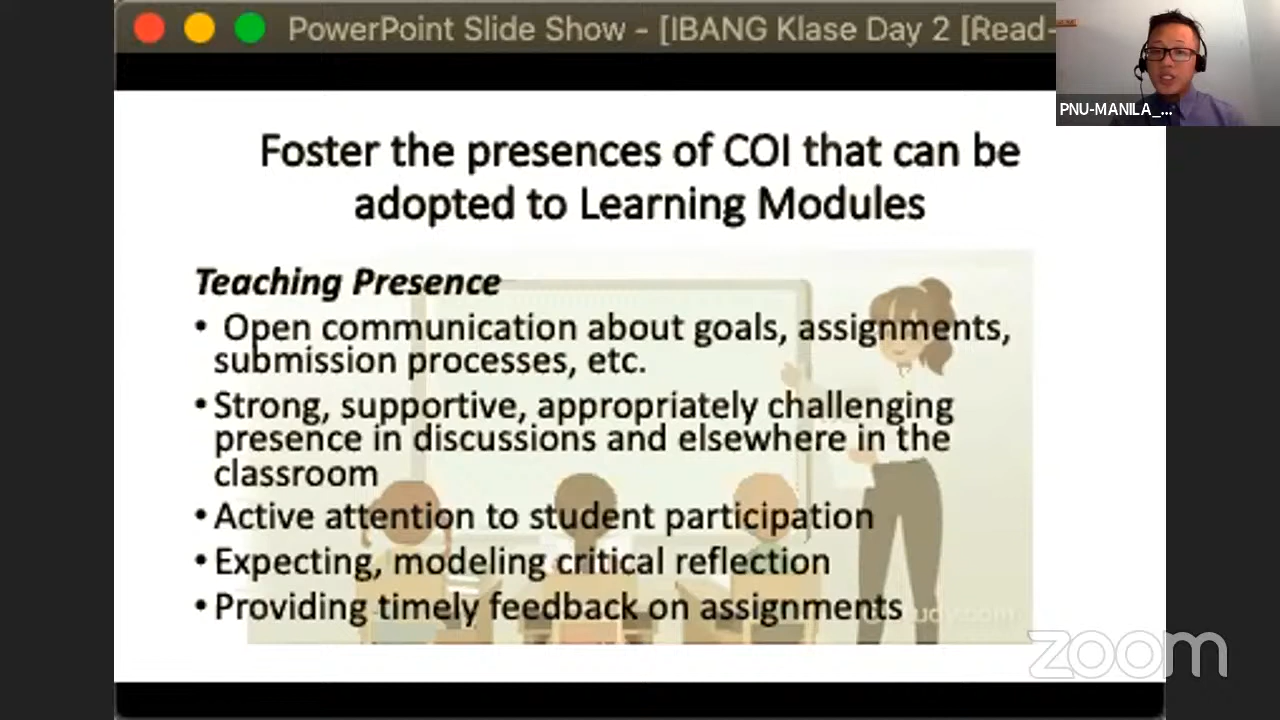 PowerPoint Slide Show - [IBANG Klase Day 2 [Read-
PNU-MANILA_...
Foster the presences of COI that can be
adopted to Learning Modules
Teaching Presence
• Open communication about goals, assignments,
submission processes, etc.
• Strong, supportive, appropriately challenging
presence in discussions and elsewhere in the
classroom
• Active attention to student participation
• Expecting, modeling critical reflection
• Providing timely feedback on assignments
zoom